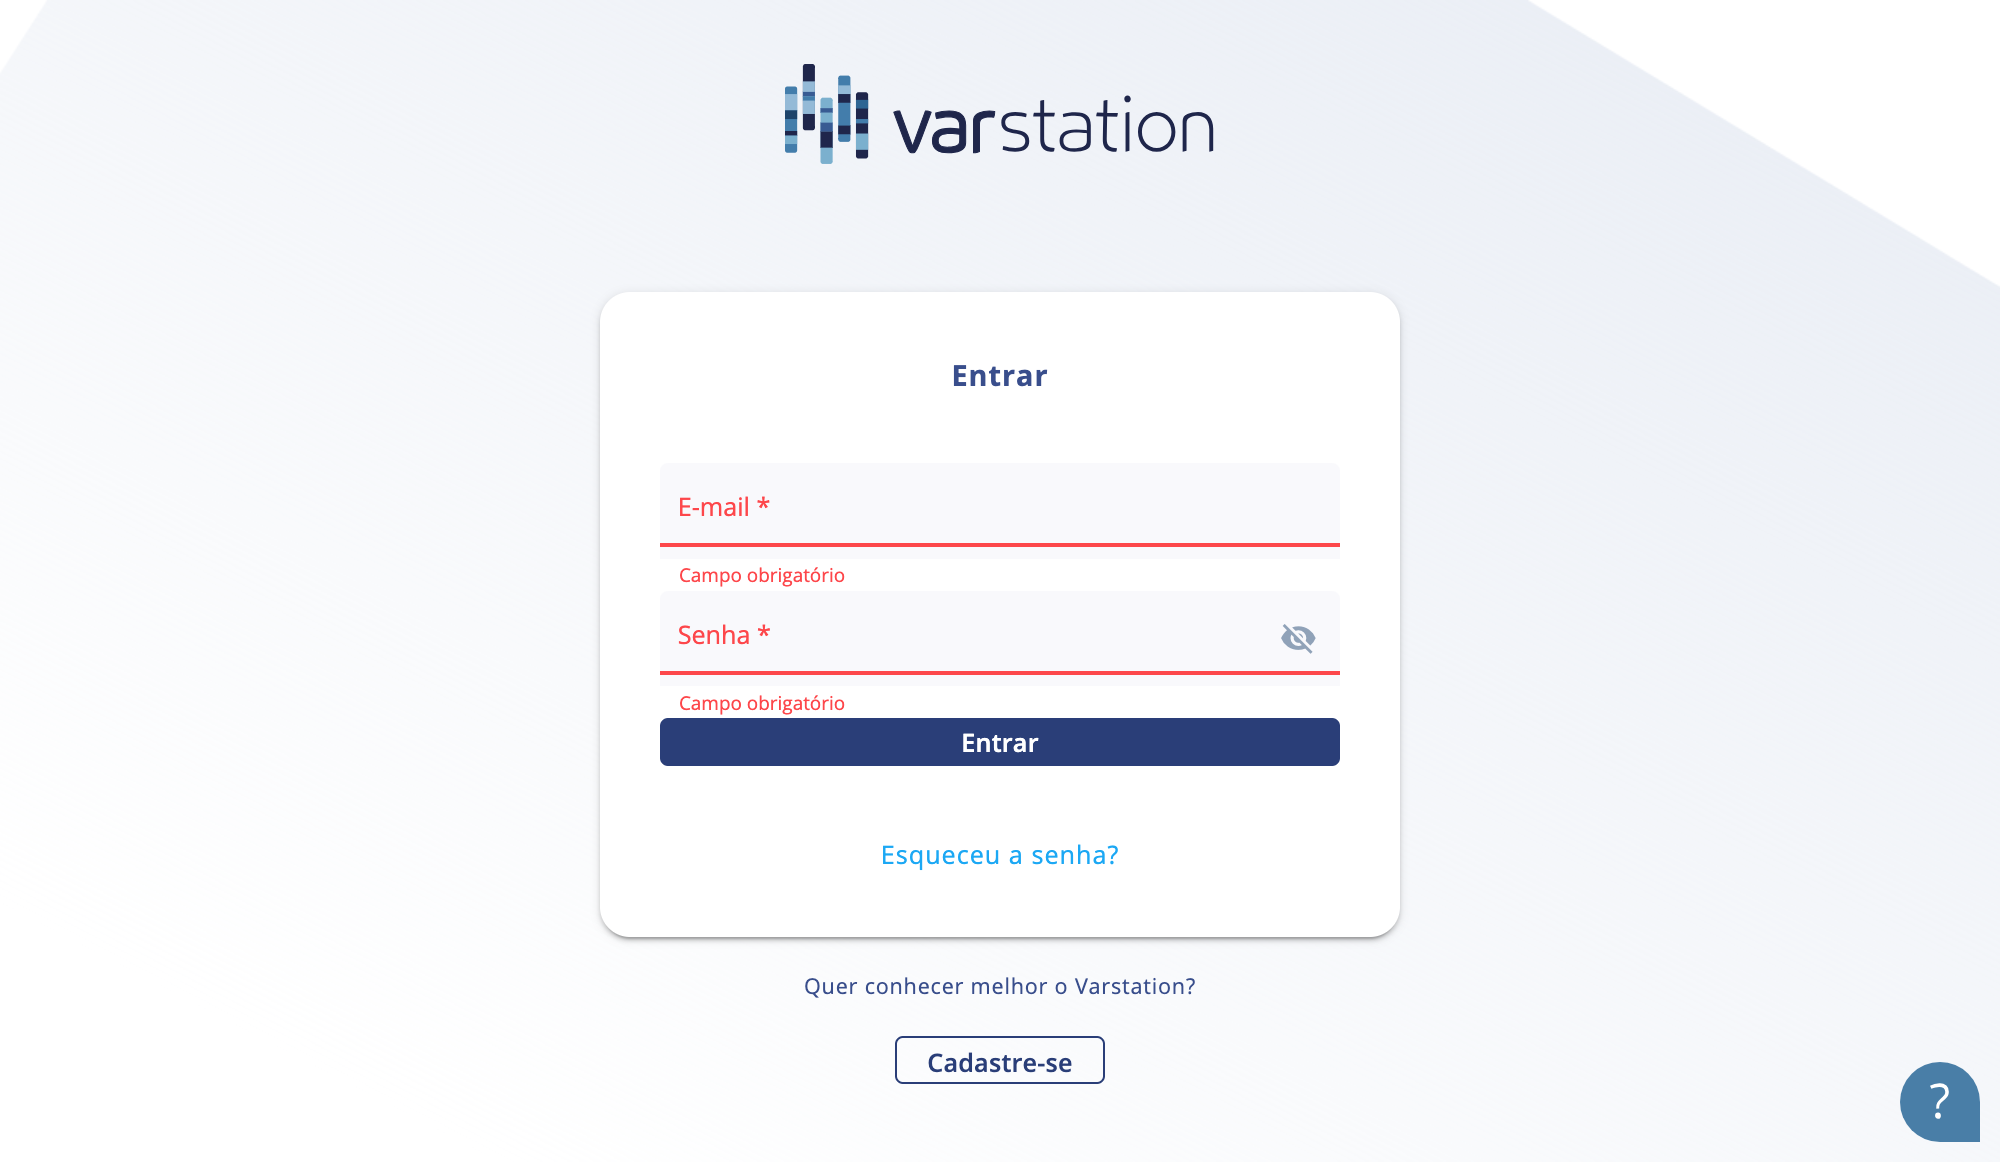 varstation
Entrar
E-mail *
Campo obrigatório
Senha *
Campo obrigatório
Entrar
Esqueceu a senha?
Quer conhecer melhor o Varstation?
Cadastre-se
?